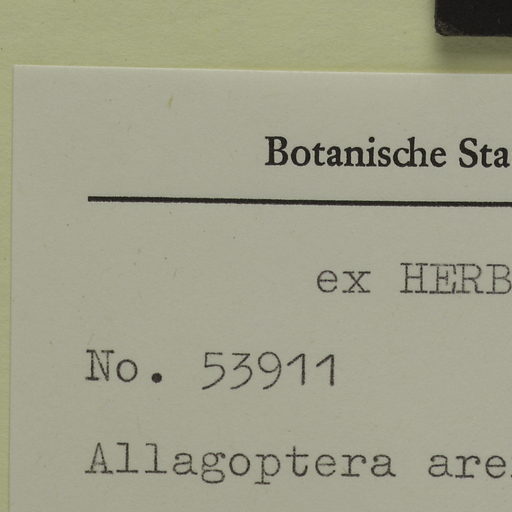 Botanische Sta
ex HERB
No. 53911
Allagoptera are